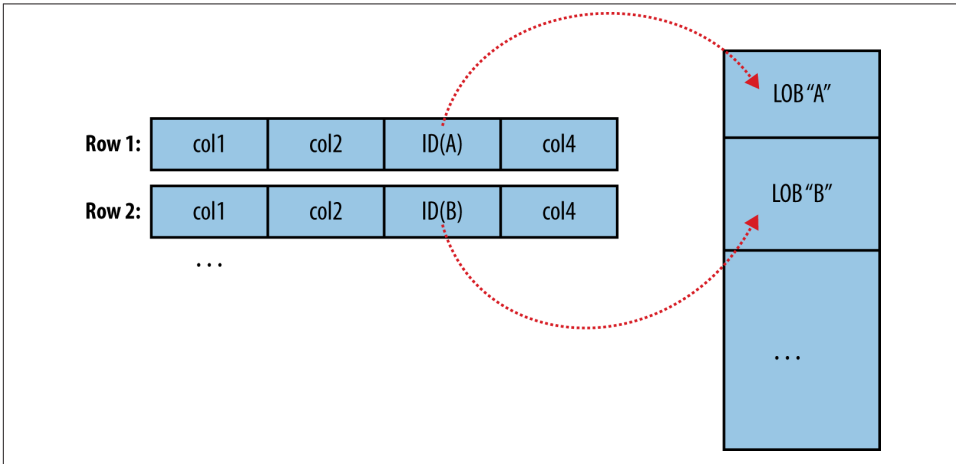 LOB “A”
Row 1: col1 col2 ID(A) col4
LOB “B”
Row 2: col1 col2 ID(B) col4
...
...